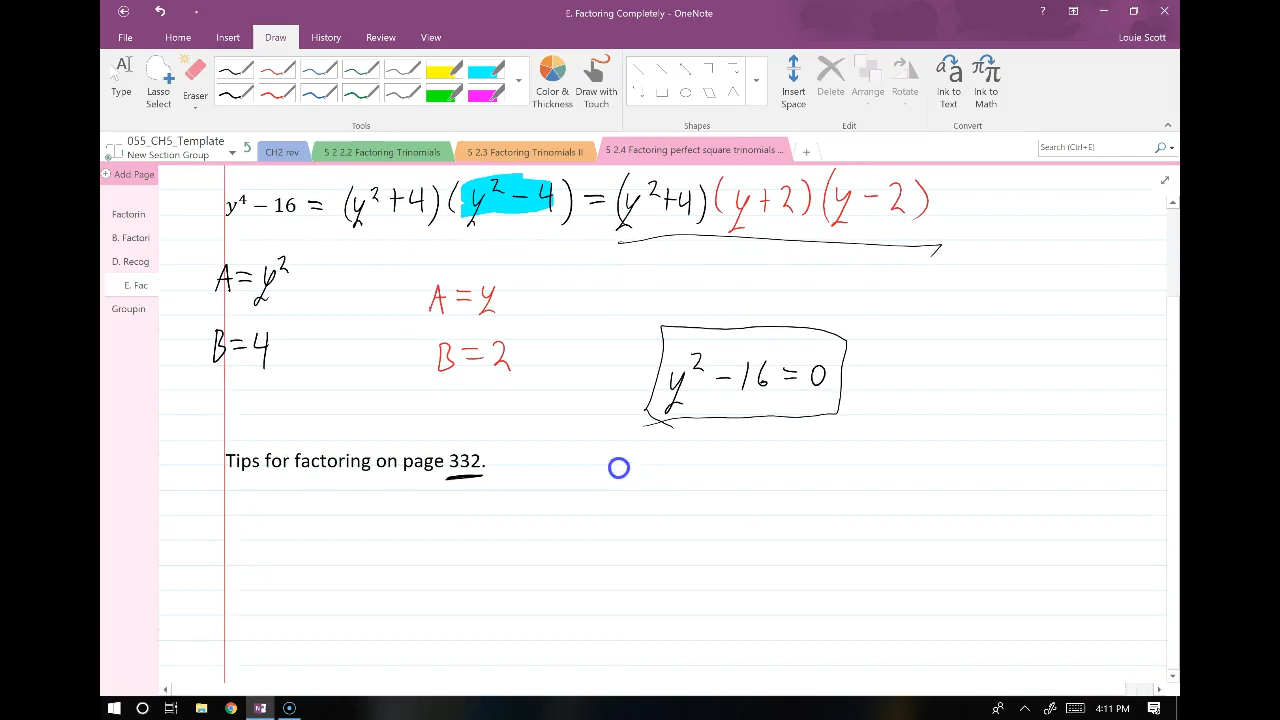 E. Factoring Completely - OneNote
?
Louie Scott
File Home Insert Draw History Review View
Type
Lasso Select
Eraser
Color & Thickness
Draw with Touch
Insert Space
Delete
Arrange
Rotate
Ink to Text
Ink to Math
Tools Shapes Edit Convert
055_CH5_Template
New Section Group
CH2 rev
5 2 2.2 Factoring Trinomials
5 2.3 Factoring Trinomials II
5 2.4 Factoring perfect square trinomials ...
Search (Ctrl+E)
Add Page
Factorin
B. Factori
D. Recog
E. Fac
Groupin
y⁴ − 16 = (y² + 4)(y² − 4) = (y² + 4)(y + 2)(y − 2)
A = y²
B = 4
A = y
B = 2
y² − 16 = 0
Tips for factoring on page 332.
4:11 PM